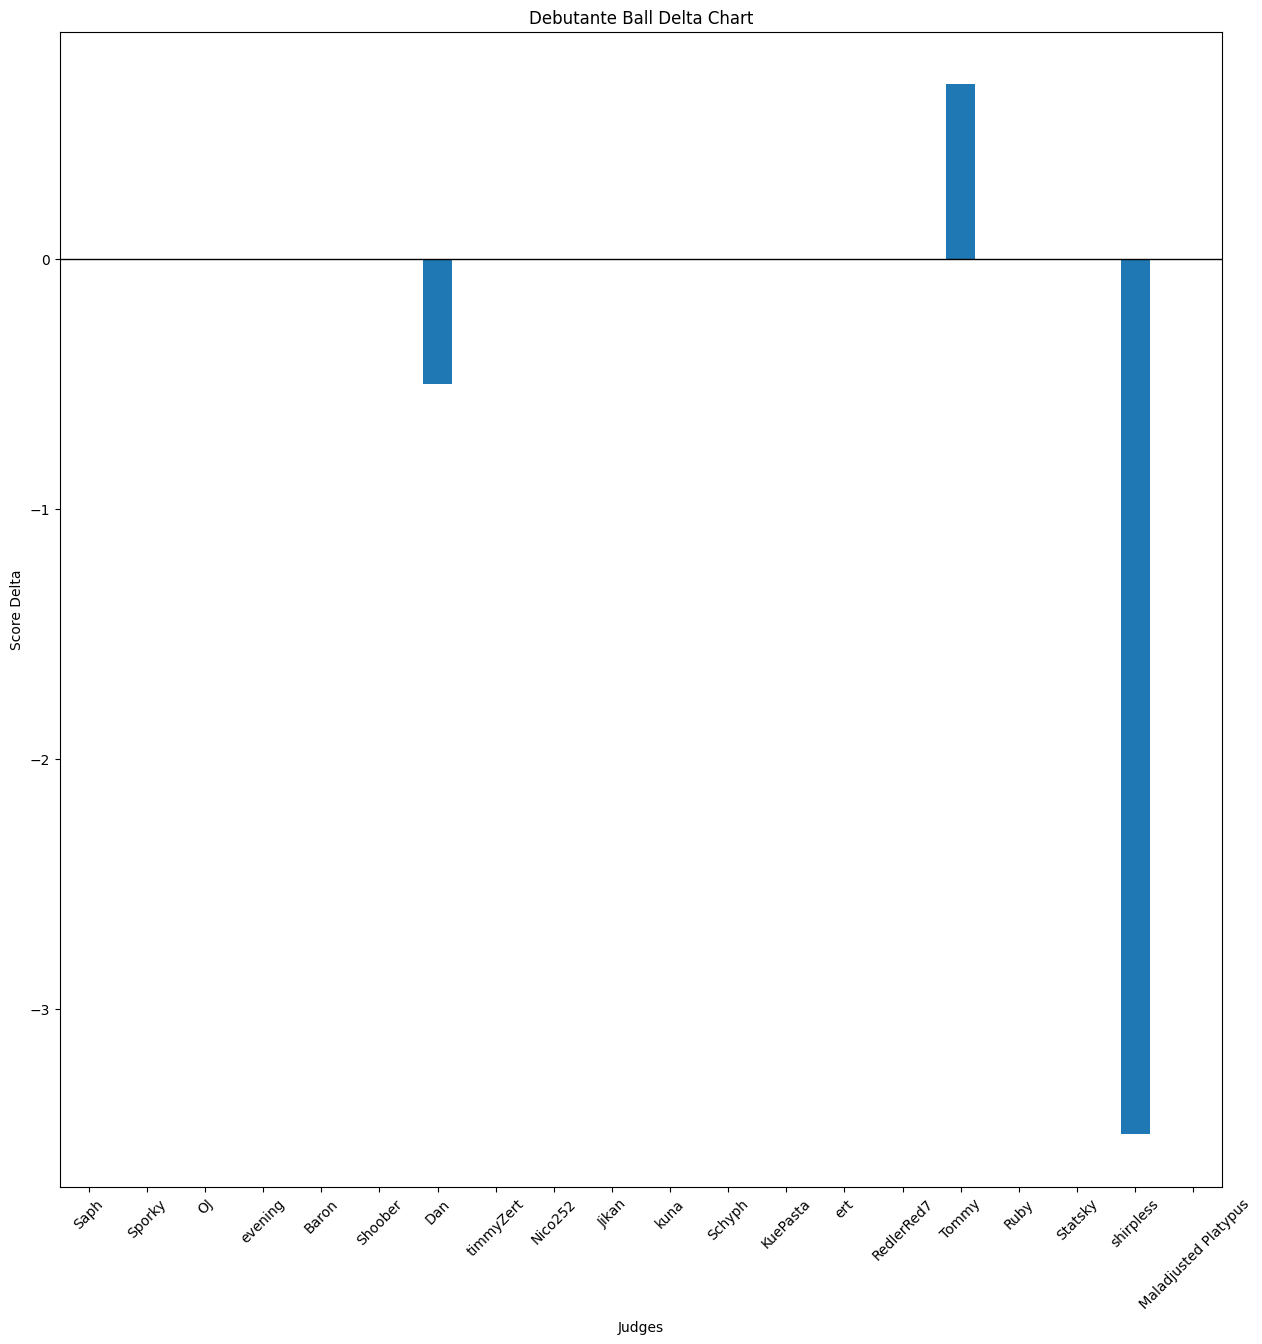 Debutante Ball Delta Chart
Score Delta
0
−1
−2
−3
Saph
Sporky
OJ
evening
Baron
Shoober
Dan
timmyZert
Nico252
Jikan
kuna
Schyph
KuePasta
ert
RedlerRed7
Tommy
Ruby
Statsky
shirpless
Maladjusted Platypus
Judges